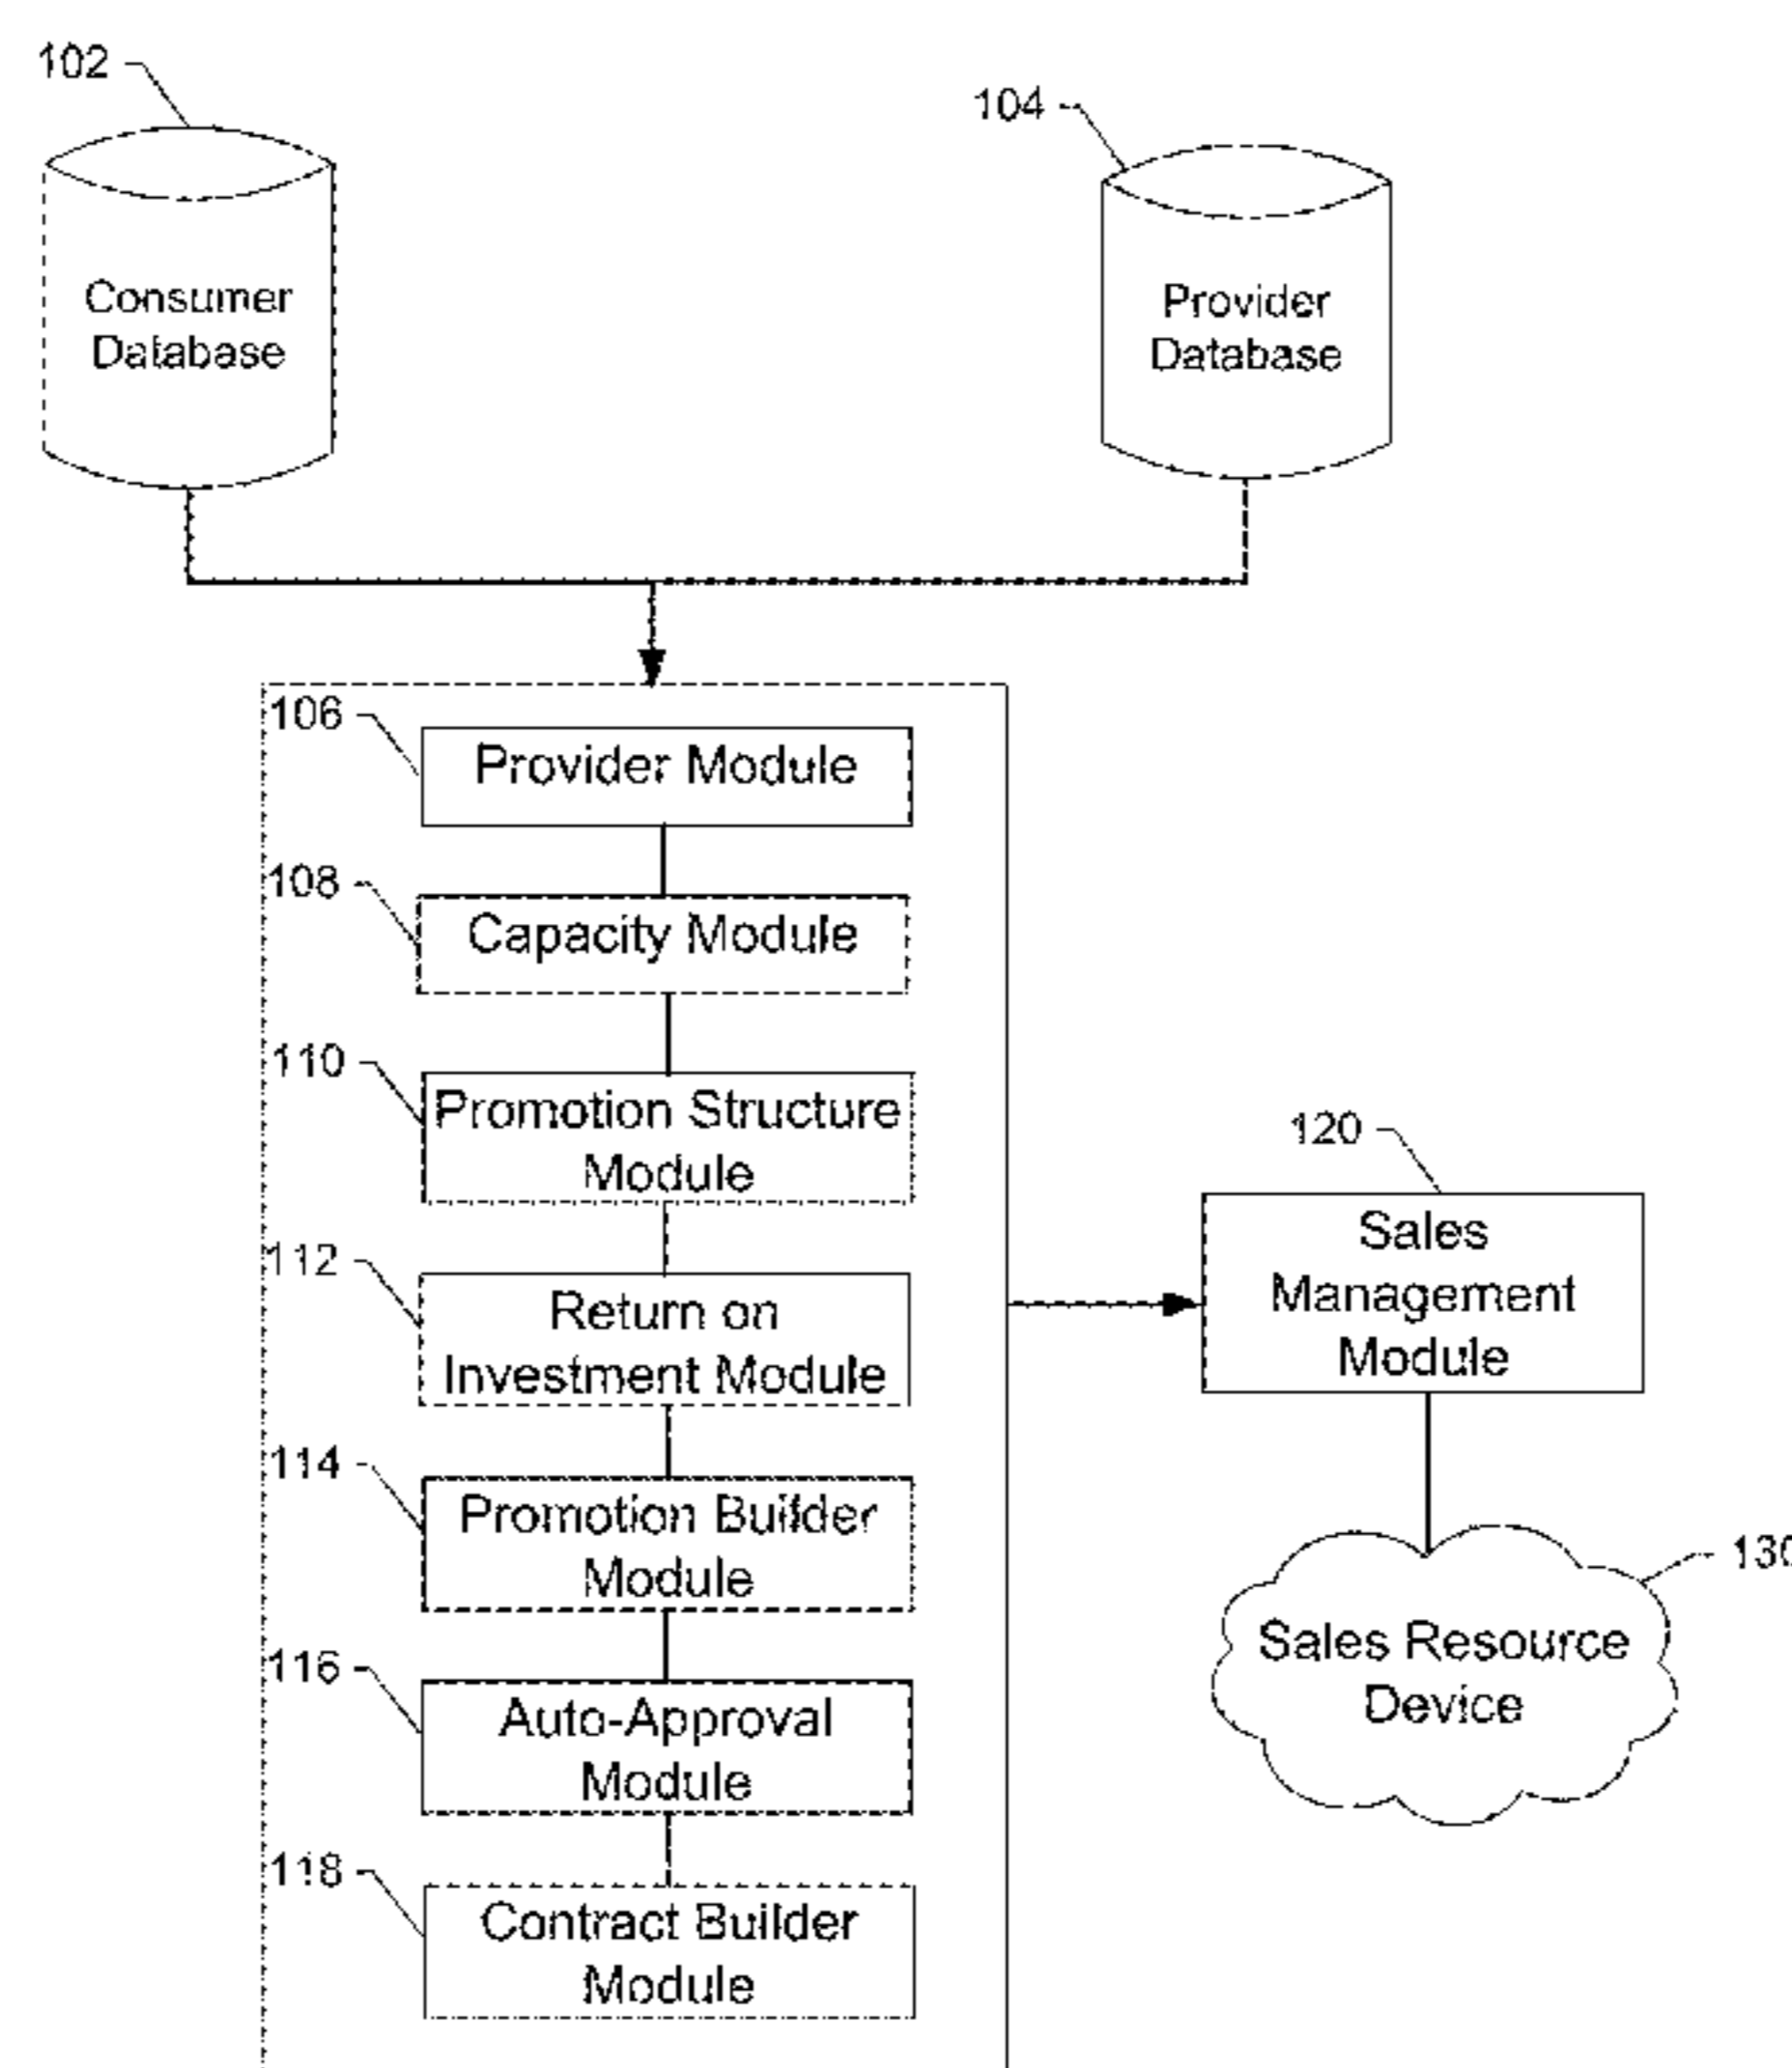 102
104
Consumer
Database
Provider
Database
106
Provider Module
108
Capacity Module
110
Promotion Structure
Module
112
Return on
Investment Module
114
Promotion Builder
Module
116
Auto-Approval
Module
118
Contract Builder
Module
120
Sales
Management
Module
130
Sales Resource
Device